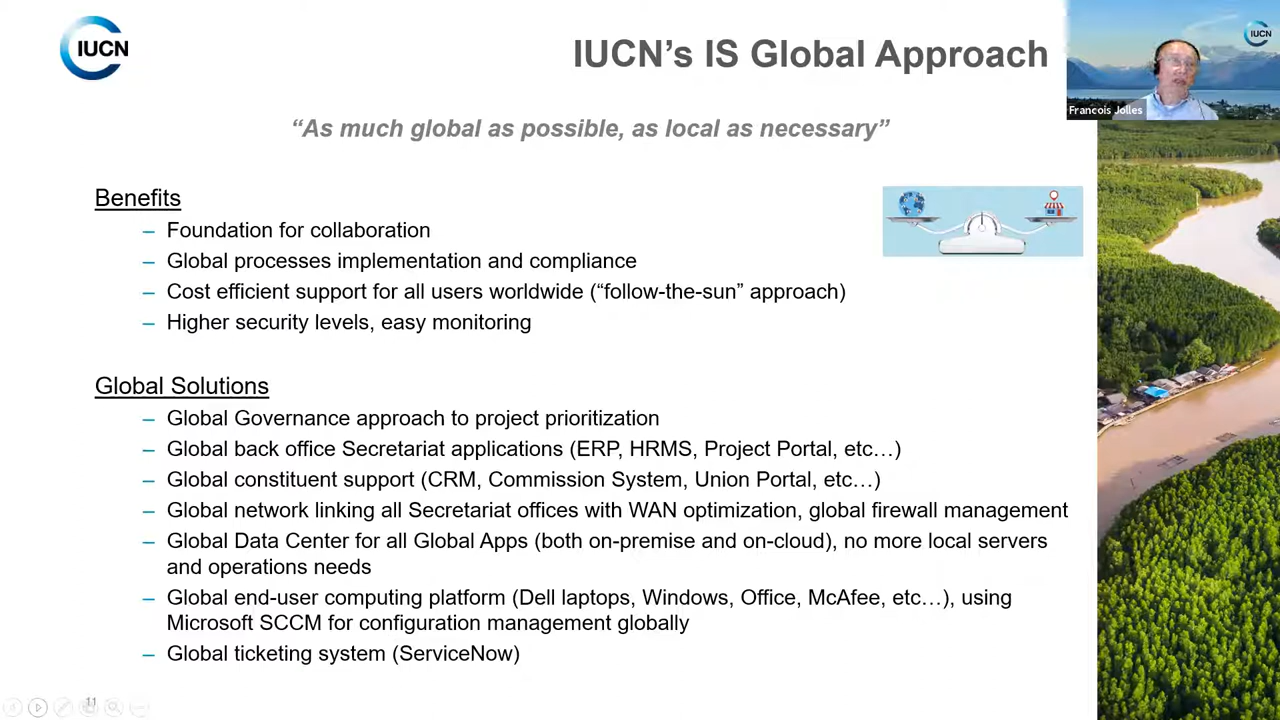 IUCN
IUCN's IS Global Approach
IUCN
Francois Jolles
“As much global as possible, as local as necessary”
Benefits
– Foundation for collaboration
– Global processes implementation and compliance
– Cost efficient support for all users worldwide (“follow-the-sun” approach)
– Higher security levels, easy monitoring
Global Solutions
– Global Governance approach to project prioritization
– Global back office Secretariat applications (ERP, HRMS, Project Portal, etc…)
– Global constituent support (CRM, Commission System, Union Portal, etc…)
– Global network linking all Secretariat offices with WAN optimization, global firewall management
– Global Data Center for all Global Apps (both on-premise and on-cloud), no more local servers
and operations needs
– Global end-user computing platform (Dell laptops, Windows, Office, McAfee, etc…), using
Microsoft SCCM for configuration management globally
– Global ticketing system (ServiceNow)
11